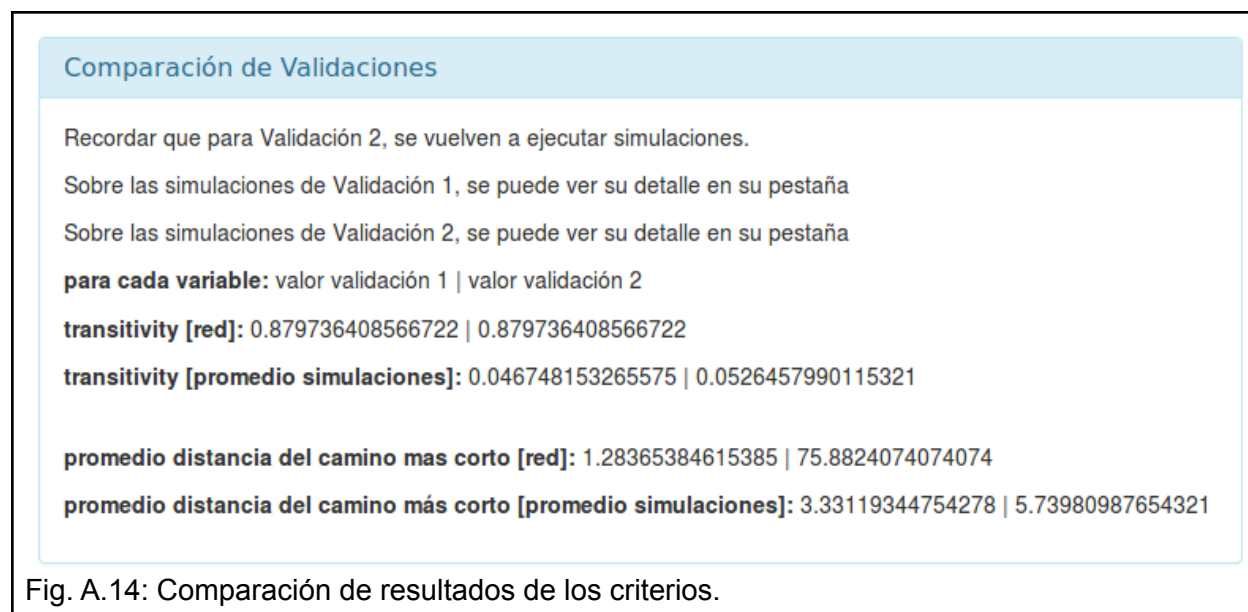 Comparación de Validaciones
Recordar que para Validación 2, se vuelven a ejecutar simulaciones.
Sobre las simulaciones de Validación 1, se puede ver su detalle en su pestaña
Sobre las simulaciones de Validación 2, se puede ver su detalle en su pestaña
para cada variable: valor validación 1 | valor validación 2
transitivity [red]: 0.879736408566722 | 0.879736408566722
transitivity [promedio simulaciones]: 0.046748153265575 | 0.0526457990115321
promedio distancia del camino mas corto [red]: 1.28365384615385 | 75.8824074074074
promedio distancia del camino más corto [promedio simulaciones]: 3.33119344754278 | 5.73980987654321
Fig. A.14: Comparación de resultados de los criterios.